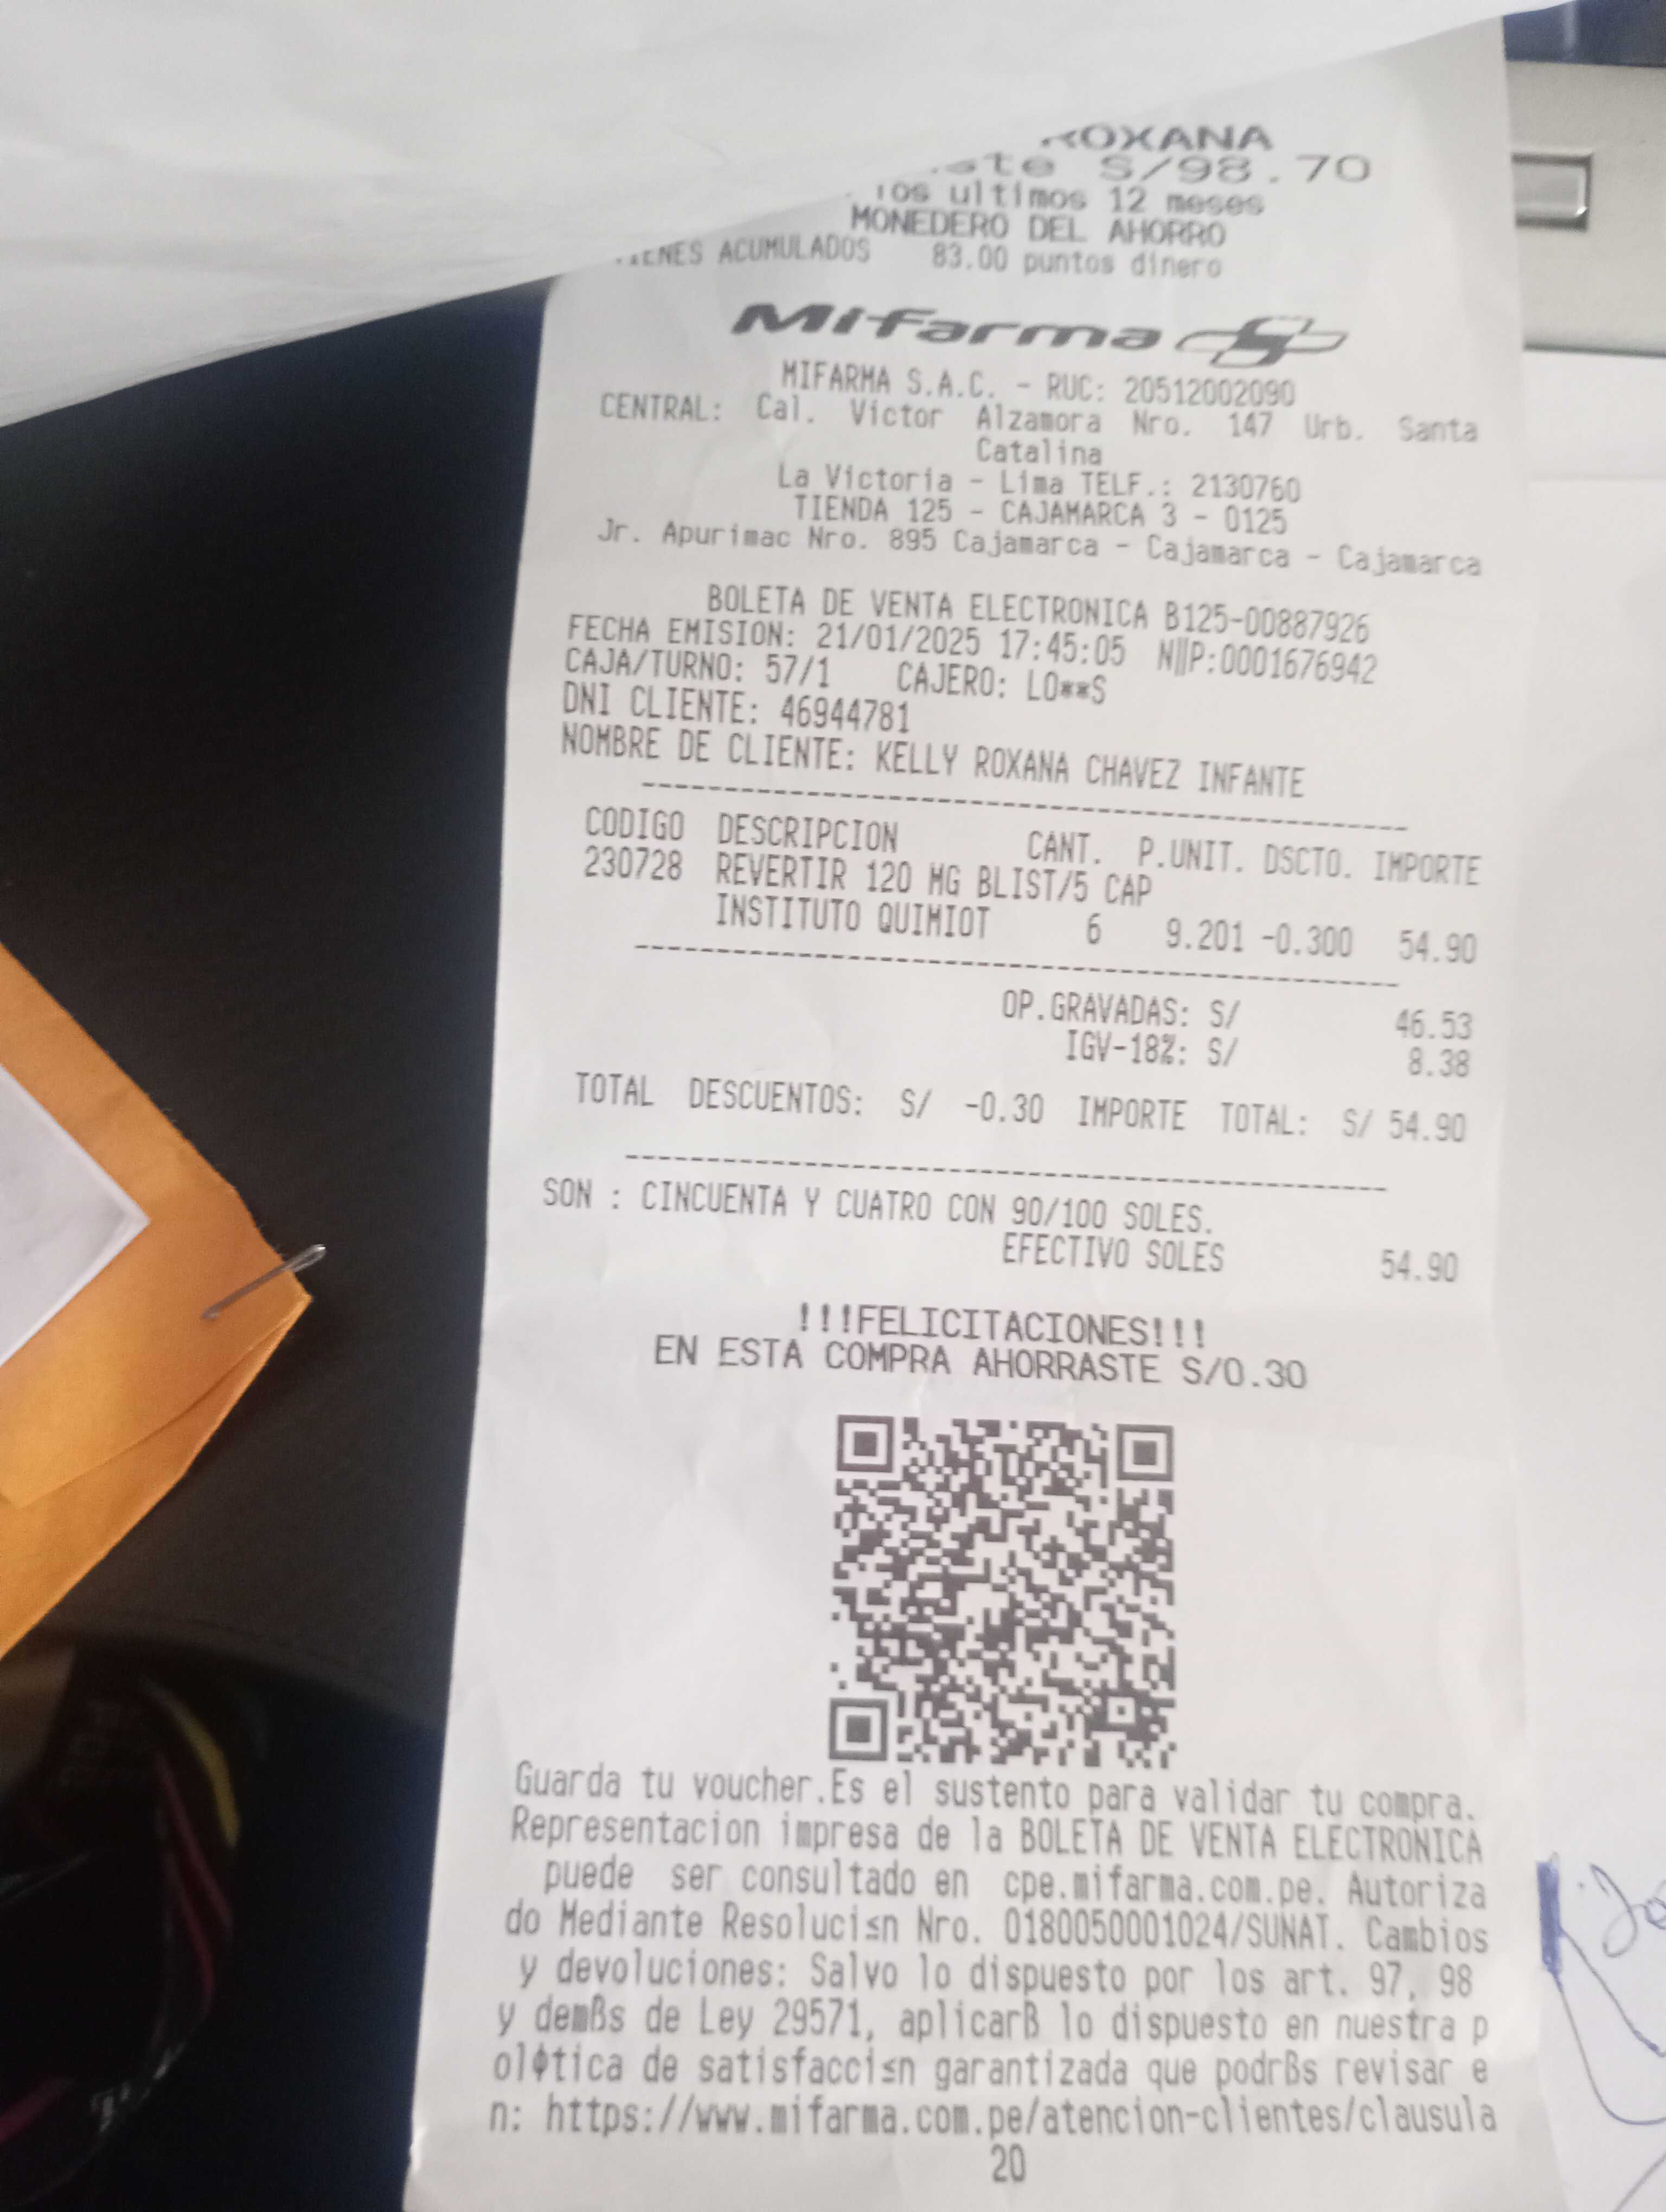 ROXANA
S/98.70
los ultimos 12 meses
MONEDERO DEL AHORRO
ACUMULADOS 83.00 puntos dinero
Mifarma
MIFARMA S.A.C. - RUC: 20512002090
CENTRAL: Cal. Victor Alzamora Nro. 147 Urb. Santa
Catalina
La Victoria - Lima TELF.: 2130760
TIENDA 125 - CAJAMARCA 3 - 0125
Jr. Apurimac Nro. 895 Cajamarca - Cajamarca - Cajamarca
BOLETA DE VENTA ELECTRONICA B125-00887926
FECHA EMISION: 21/01/2025 17:45:05 N║P:0001676942
CAJA/TURNO: 57/1 CAJERO: LO**S
DNI CLIENTE: 46944781
NOMBRE DE CLIENTE: KELLY ROXANA CHAVEZ INFANTE
CODIGO DESCRIPCION CANT. P.UNIT. DSCTO. IMPORTE
230728 REVERTIR 120 MG BLIST/5 CAP
INSTITUTO QUIMIOT 6 9.201 -0.300 54.90
OP.GRAVADAS: S/ 46.53
IGV-18%: S/ 8.38
TOTAL DESCUENTOS: S/ -0.30 IMPORTE TOTAL: S/ 54.90
SON : CINCUENTA Y CUATRO CON 90/100 SOLES.
EFECTIVO SOLES 54.90
!!!FELICITACIONES!!!
EN ESTA COMPRA AHORRASTE S/0.30
Guarda tu voucher.Es el sustento para validar tu compra.
Representacion impresa de la BOLETA DE VENTA ELECTRONICA
puede ser consultado en cpe.mifarma.com.pe. Autoriza
do Mediante Resoluci≤n Nro. 0180050001024/SUNAT. Cambios
y devoluciones: Salvo lo dispuesto por los art. 97, 98
y demßs de Ley 29571, aplicarß lo dispuesto en nuestra p
olφtica de satisfacci≤n garantizada que podrßs revisar e
n: https://www.mifarma.com.pe/atencion-clientes/clausula
20